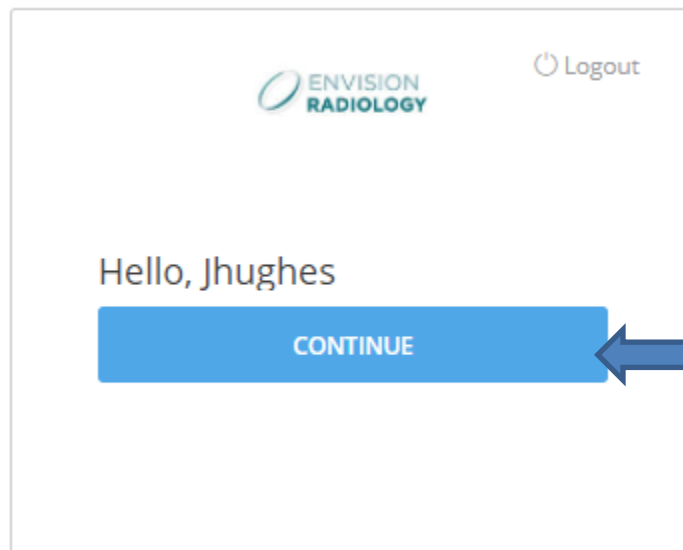 ENVISION
RADIOLOGY
Logout
Hello, Jhughes
CONTINUE